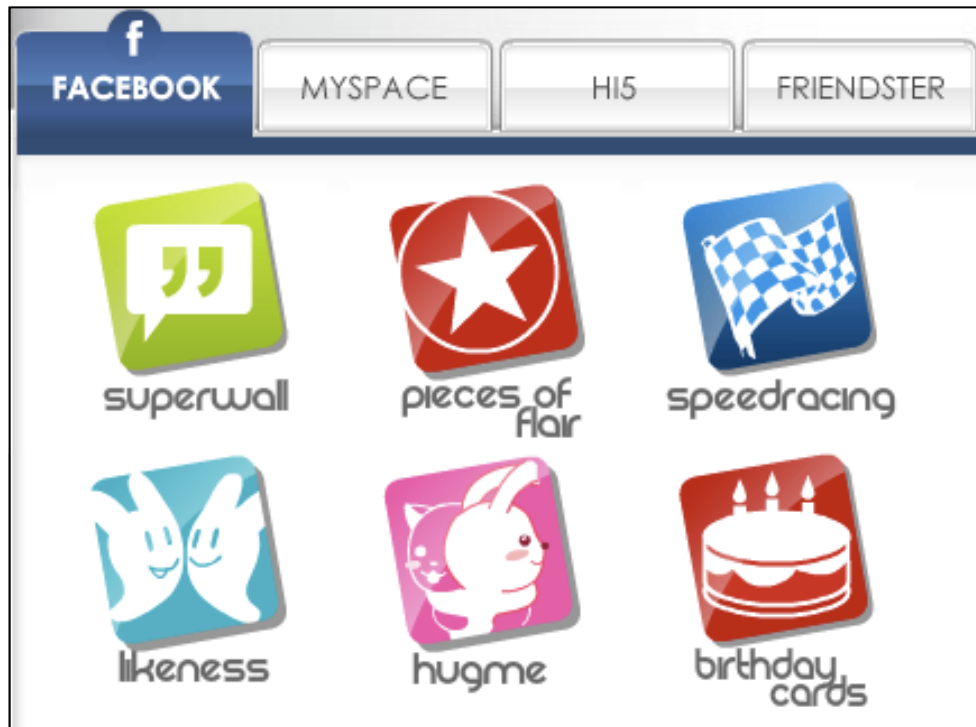 f
FACEBOOK
MYSPACE
HI5
FRIENDSTER
superwall
pieces of
flair
speedracing
likeness
hugme
birthday
cards